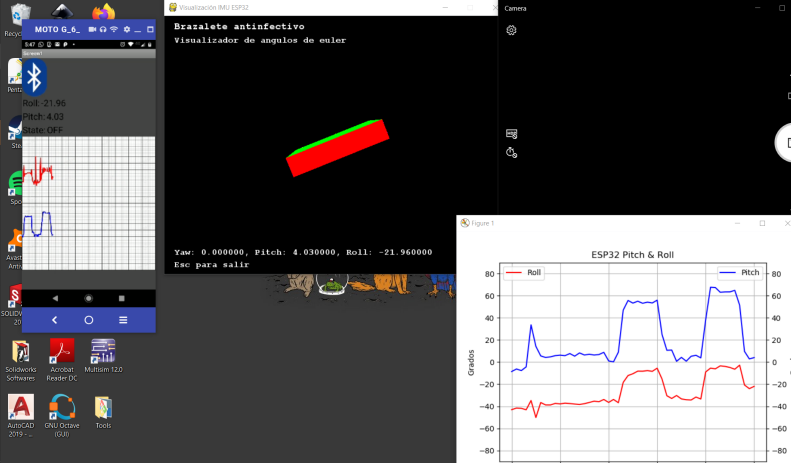 Recycl
Penta
Ste
Spo
Avast
Antiv
SOLIDW
20
Solidworks
Softwares
Acrobat
Reader DC
Multisim 12.0
AutoCAD
2019 - ...
GNU Octave
(GUI)
Tools
MOTO G_6_
5:47
Screen1
Roll: -21.96
Pitch: 4.03
State: OFF
Visualización IMU ESP32
Brazalete antinfectivo
Visualizador de angulos de euler
Yaw: 0.000000, Pitch: 4.030000, Roll: -21.960000
Esc para salir
Camera
Figure 1
ESP32 Pitch & Roll
Roll
Pitch
Grados
80
60
40
20
0
−20
−40
−60
−80
80
60
40
20
0
−20
−40
−60
−80